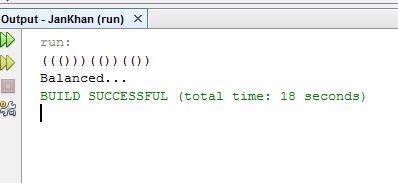 Output - JanKhan (run)
run:
((()))(())(())
Balanced...
BUILD SUCCESSFUL (total time: 18 seconds)